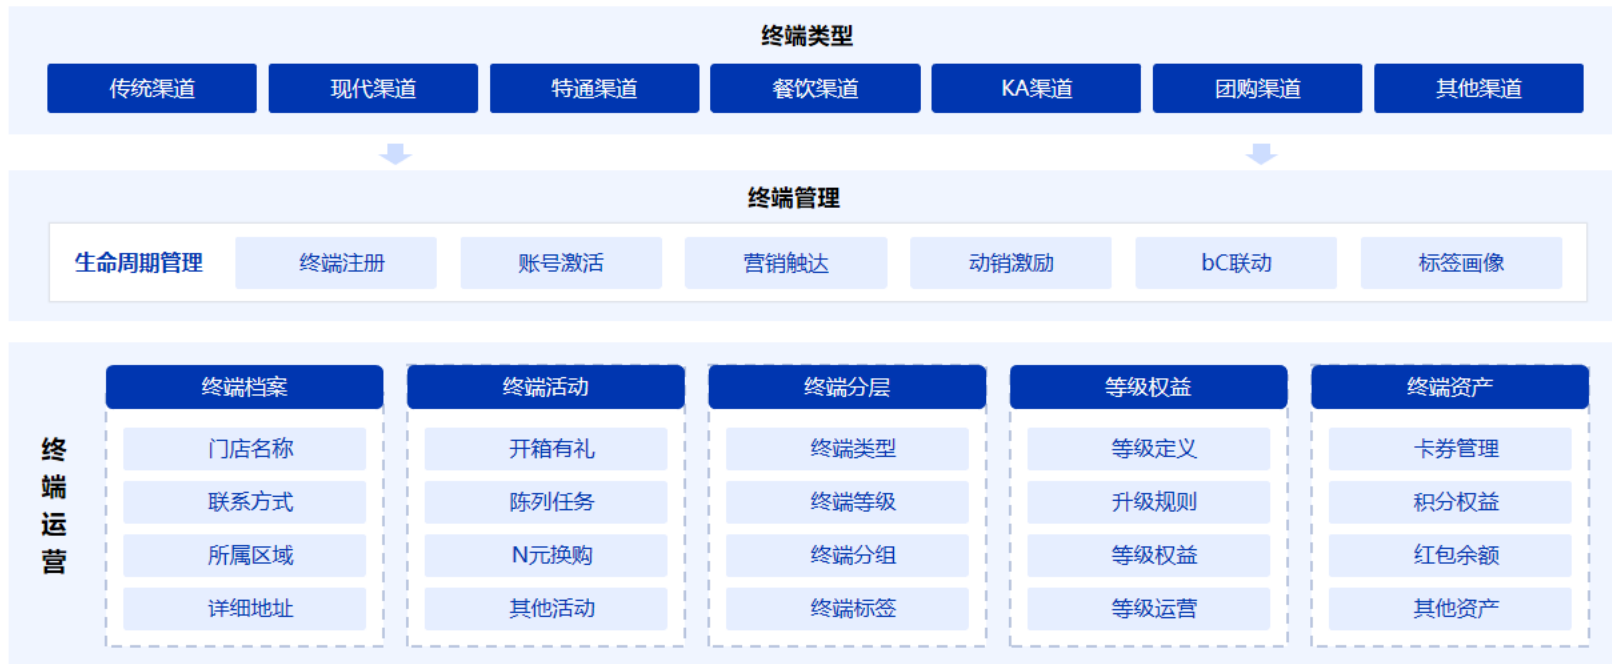 终端类型
传统渠道 现代渠道 特通渠道 餐饮渠道 KA渠道 团购渠道 其他渠道
终端管理
生命周期管理 终端注册 账号激活 营销触达 动销激励 bC联动 标签画像
终端运营
终端档案
门店名称
联系方式
所属区域
详细地址
终端活动
开箱有礼
陈列任务
N元换购
其他活动
终端分层
终端类型
终端等级
终端分组
终端标签
等级权益
等级定义
升级规则
等级权益
等级运营
终端资产
卡券管理
积分权益
红包余额
其他资产